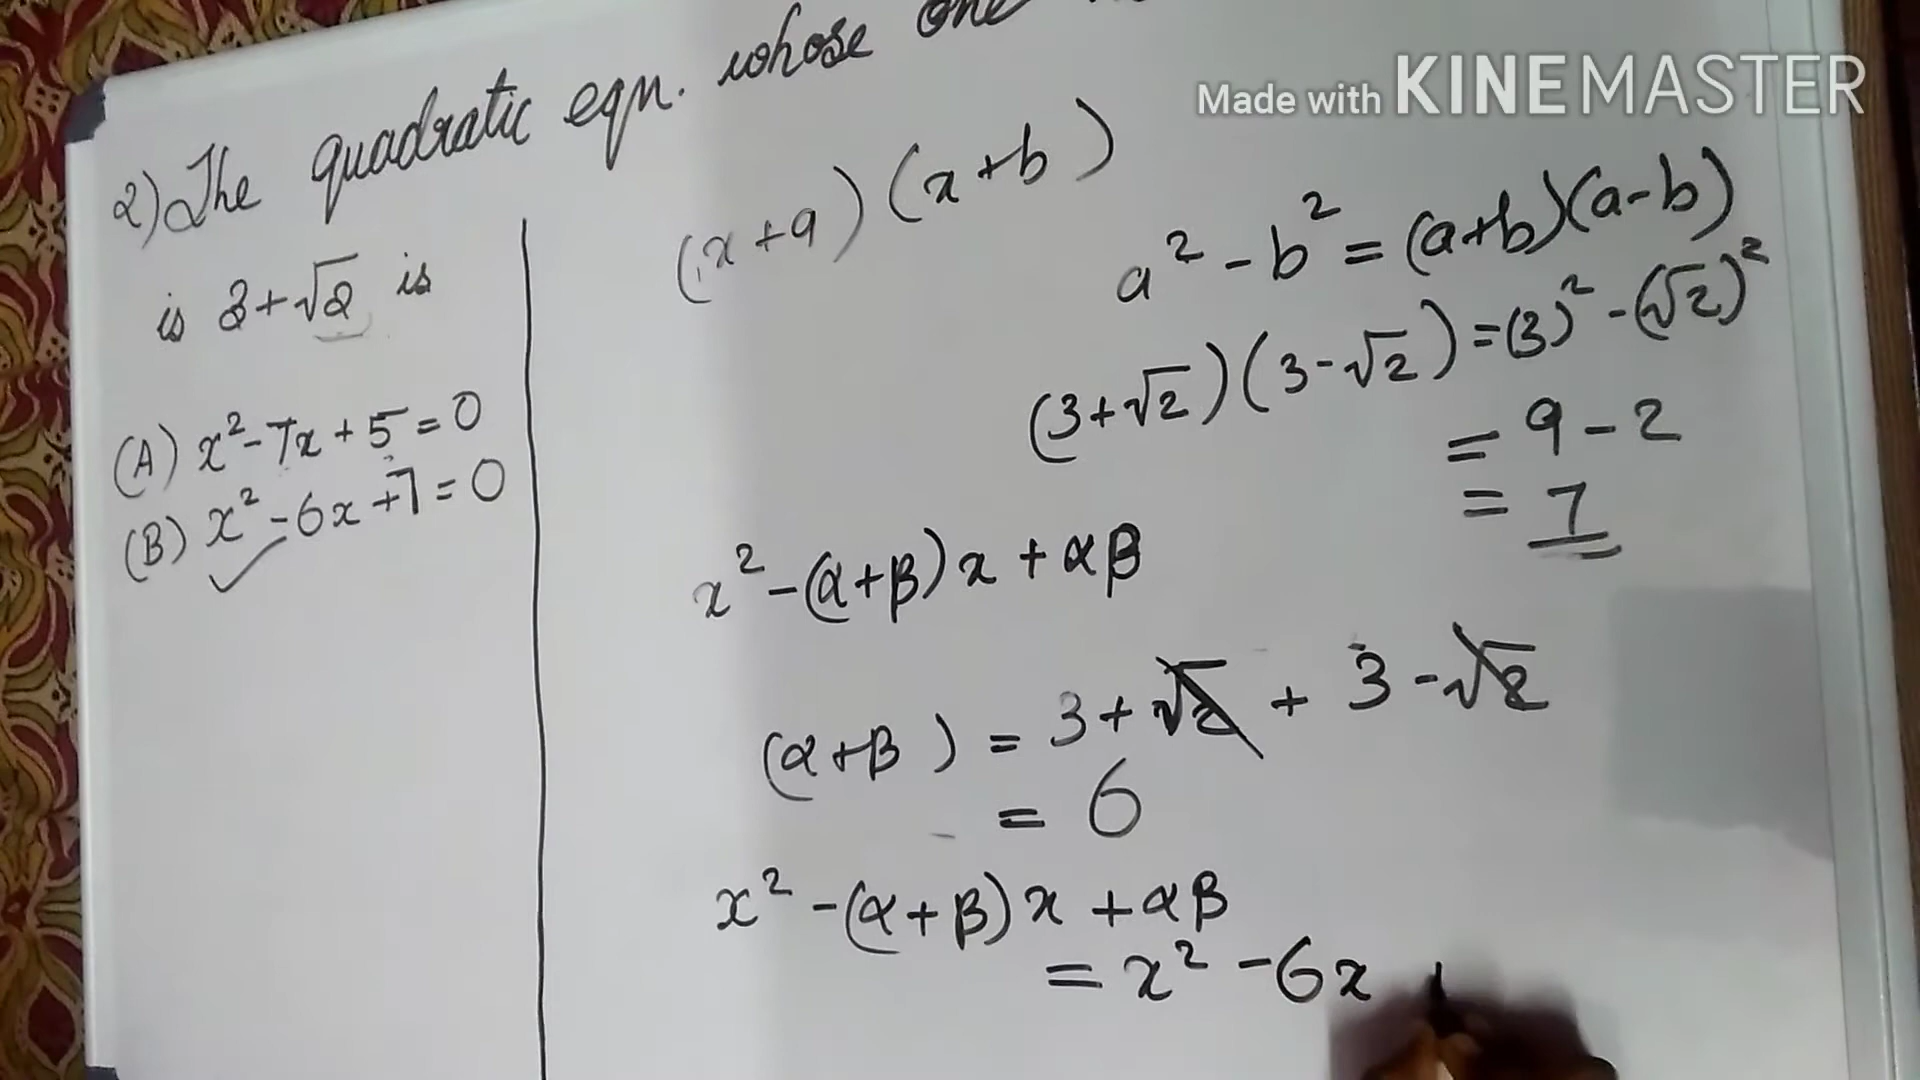 2) The quadratic eqn. whose one
is 3+√2 is
(A) x² - 7x + 5 = 0
(B) x² - 6x + 7 = 0
(x+a) (x+b)
a² - b² = (a+b)(a-b)
(3+√2)(3-√2) = (3)² - (√2)²
= 9 - 2
= 7
x² - (α+β)x + αβ
(α+β) = 3 + √2 + 3 - √2
= 6
x² - (α+β)x + αβ
= x² - 6x
Made with KINEMASTER